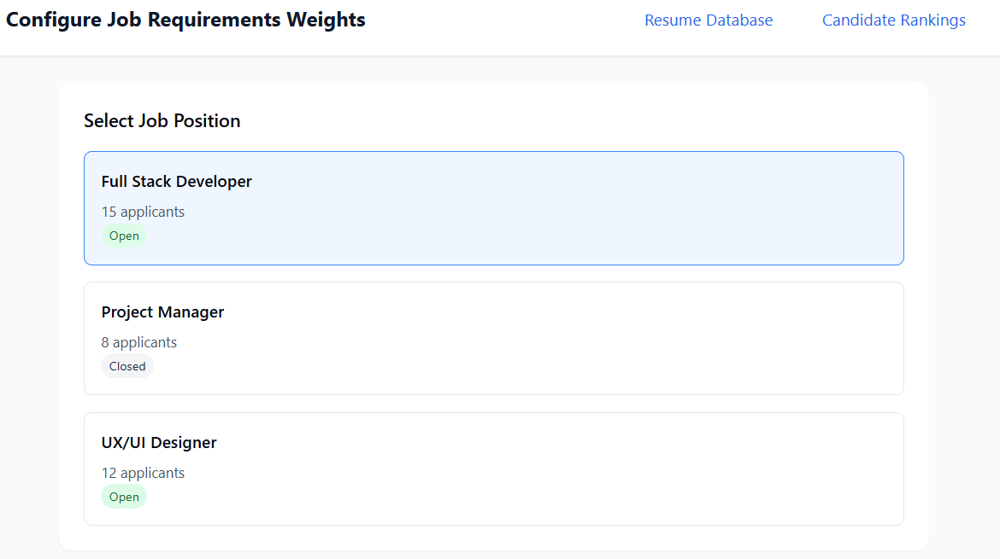 Configure Job Requirements Weights
Resume Database
Candidate Rankings
Select Job Position
Full Stack Developer
15 applicants
Open
Project Manager
8 applicants
Closed
UX/UI Designer
12 applicants
Open